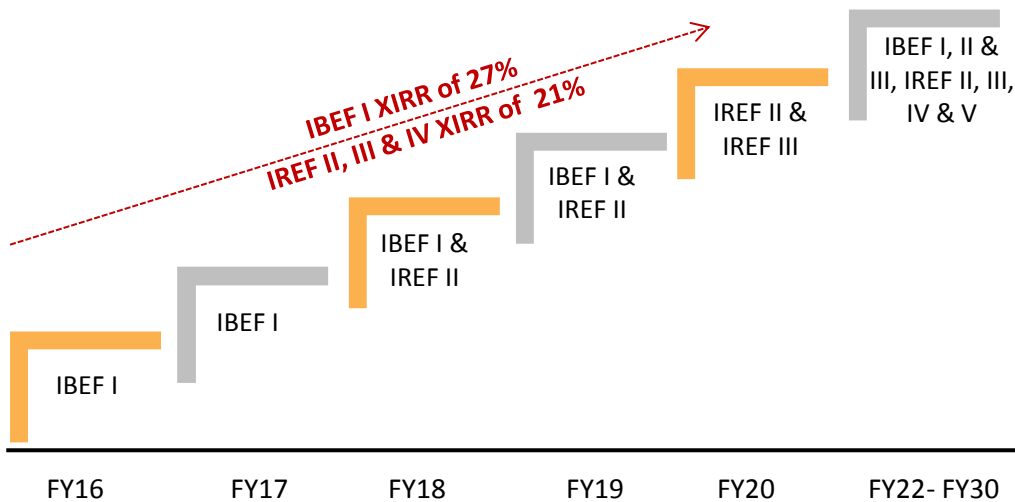 IBEF I XIRR of 27%
IREF II, III & IV XIRR of  21%
IBEF I, II &
III, IREF II, III,
IV & V
IREF II &
IREF III
IBEF I &
IREF II
IBEF I &
IREF II
IBEF I
IBEF I
FY16
FY17
FY18
FY19
FY20
FY22- FY30